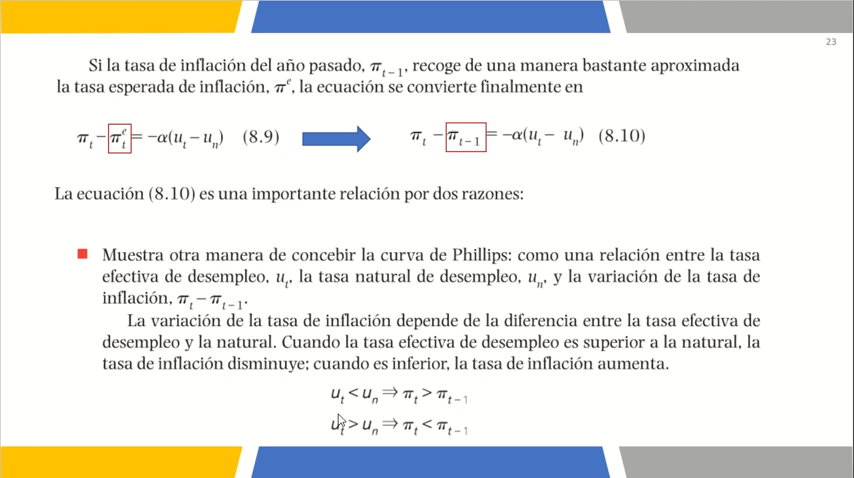 23
Si la tasa de inflación del año pasado, π_{t−1}, recoge de una manera bastante aproximada
la tasa esperada de inflación, π^e, la ecuación se convierte finalmente en
π_t − π_t^e = −α(u_t − u_n) (8.9) π_t − π_{t−1} = −α(u_t − u_n) (8.10)
La ecuación (8.10) es una importante relación por dos razones:
Muestra otra manera de concebir la curva de Phillips: como una relación entre la tasa
efectiva de desempleo, u_t, la tasa natural de desempleo, u_n, y la variación de la tasa de
inflación, π_t − π_{t−1}.
La variación de la tasa de inflación depende de la diferencia entre la tasa efectiva de
desempleo y la natural. Cuando la tasa efectiva de desempleo es superior a la natural, la
tasa de inflación disminuye; cuando es inferior, la tasa de inflación aumenta.
u_t < u_n ⇒ π_t > π_{t−1}
u_t > u_n ⇒ π_t < π_{t−1}